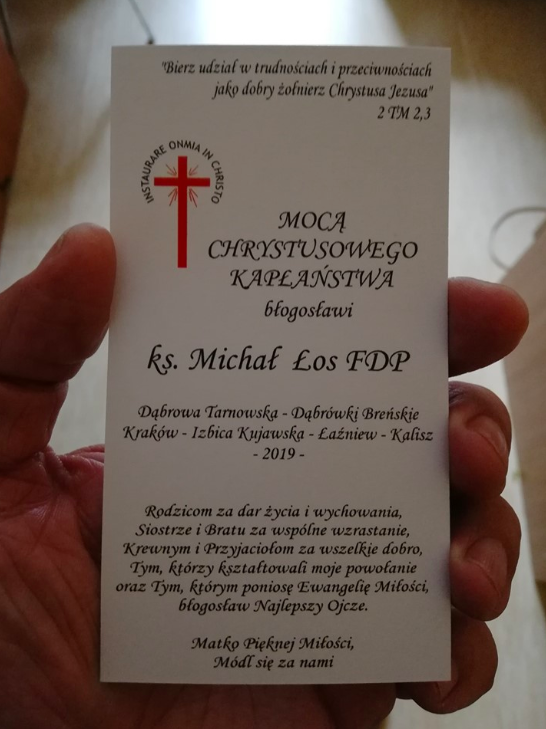 "Bierz udział w trudnościach i przeciwnościach
jako dobry żołnierz Chrystusa Jezusa"
2 TM 2,3
INSTAURARE ONMIA IN CHRISTO
MOCĄ
CHRYSTUSOWEGO
KAPŁAŃSTWA
błogosławi
ks. Michał Łos FDP
Dąbrowa Tarnowska - Dąbrówki Breńskie
Kraków - Izbica Kujawska - Łaźniew - Kalisz
- 2019 -
Rodzicom za dar życia i wychowania,
Siostrze i Bratu za wspólne wzrastanie,
Krewnym i Przyjaciołom za wszelkie dobro,
Tym, którzy kształtowali moje powołanie
oraz Tym, którym poniosę Ewangelię Miłości,
błogosław Najlepszy Ojcze.
Matko Pięknej Miłości,
Módl się za nami